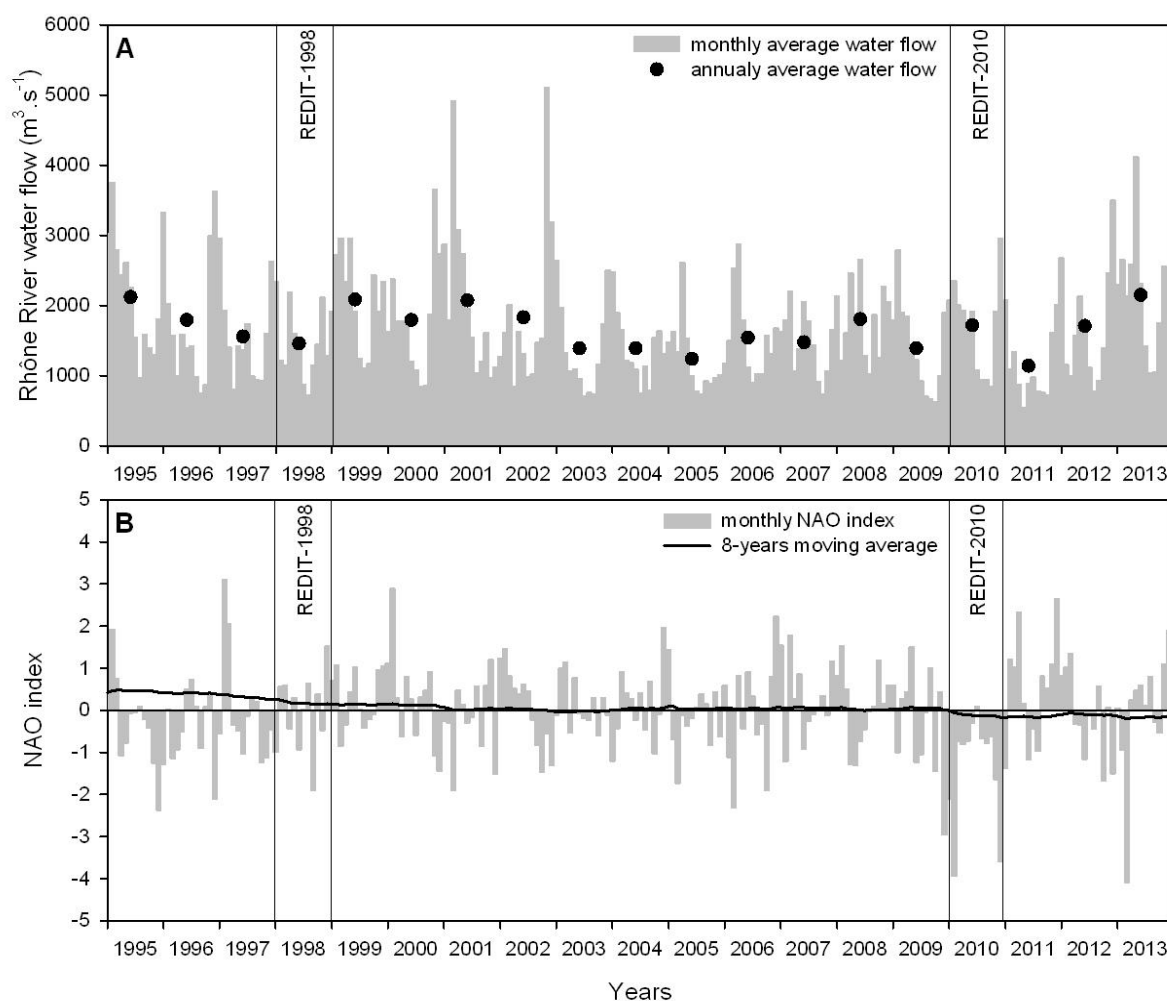 A
6000
5000
4000
3000
2000
1000
0
Rhône River water flow (m³.s⁻¹)
REDIT-1998
monthly average water flow
annualy average water flow
REDIT-2010
1995 1996 1997 1998 1999 2000 2001 2002 2003 2004 2005 2006 2007 2008 2009 2010 2011 2012 2013
B
5
4
3
2
1
0
-1
-2
-3
-4
-5
NAO index
REDIT-1998
monthly NAO index
8-years moving average
REDIT-2010
1995 1996 1997 1998 1999 2000 2001 2002 2003 2004 2005 2006 2007 2008 2009 2010 2011 2012 2013
Years